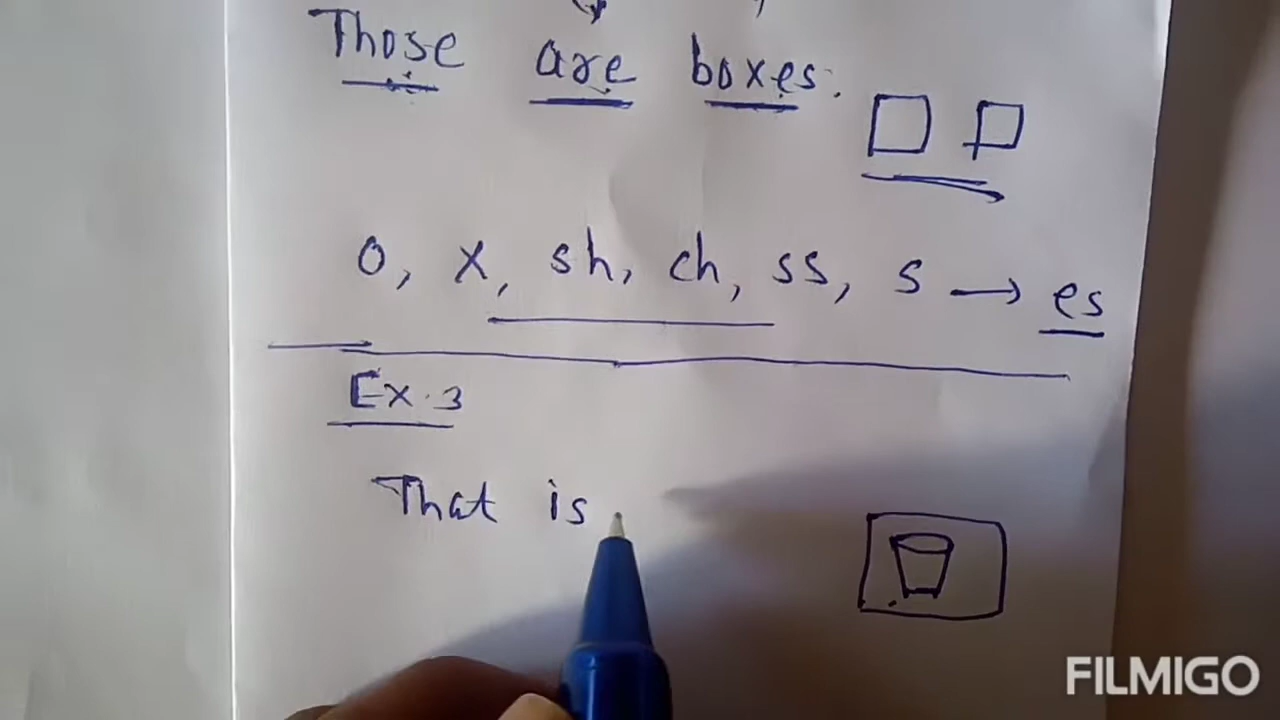 Those are boxes.
o, x, sh, ch, ss, s → es
Ex.3
That is
FILMIGO